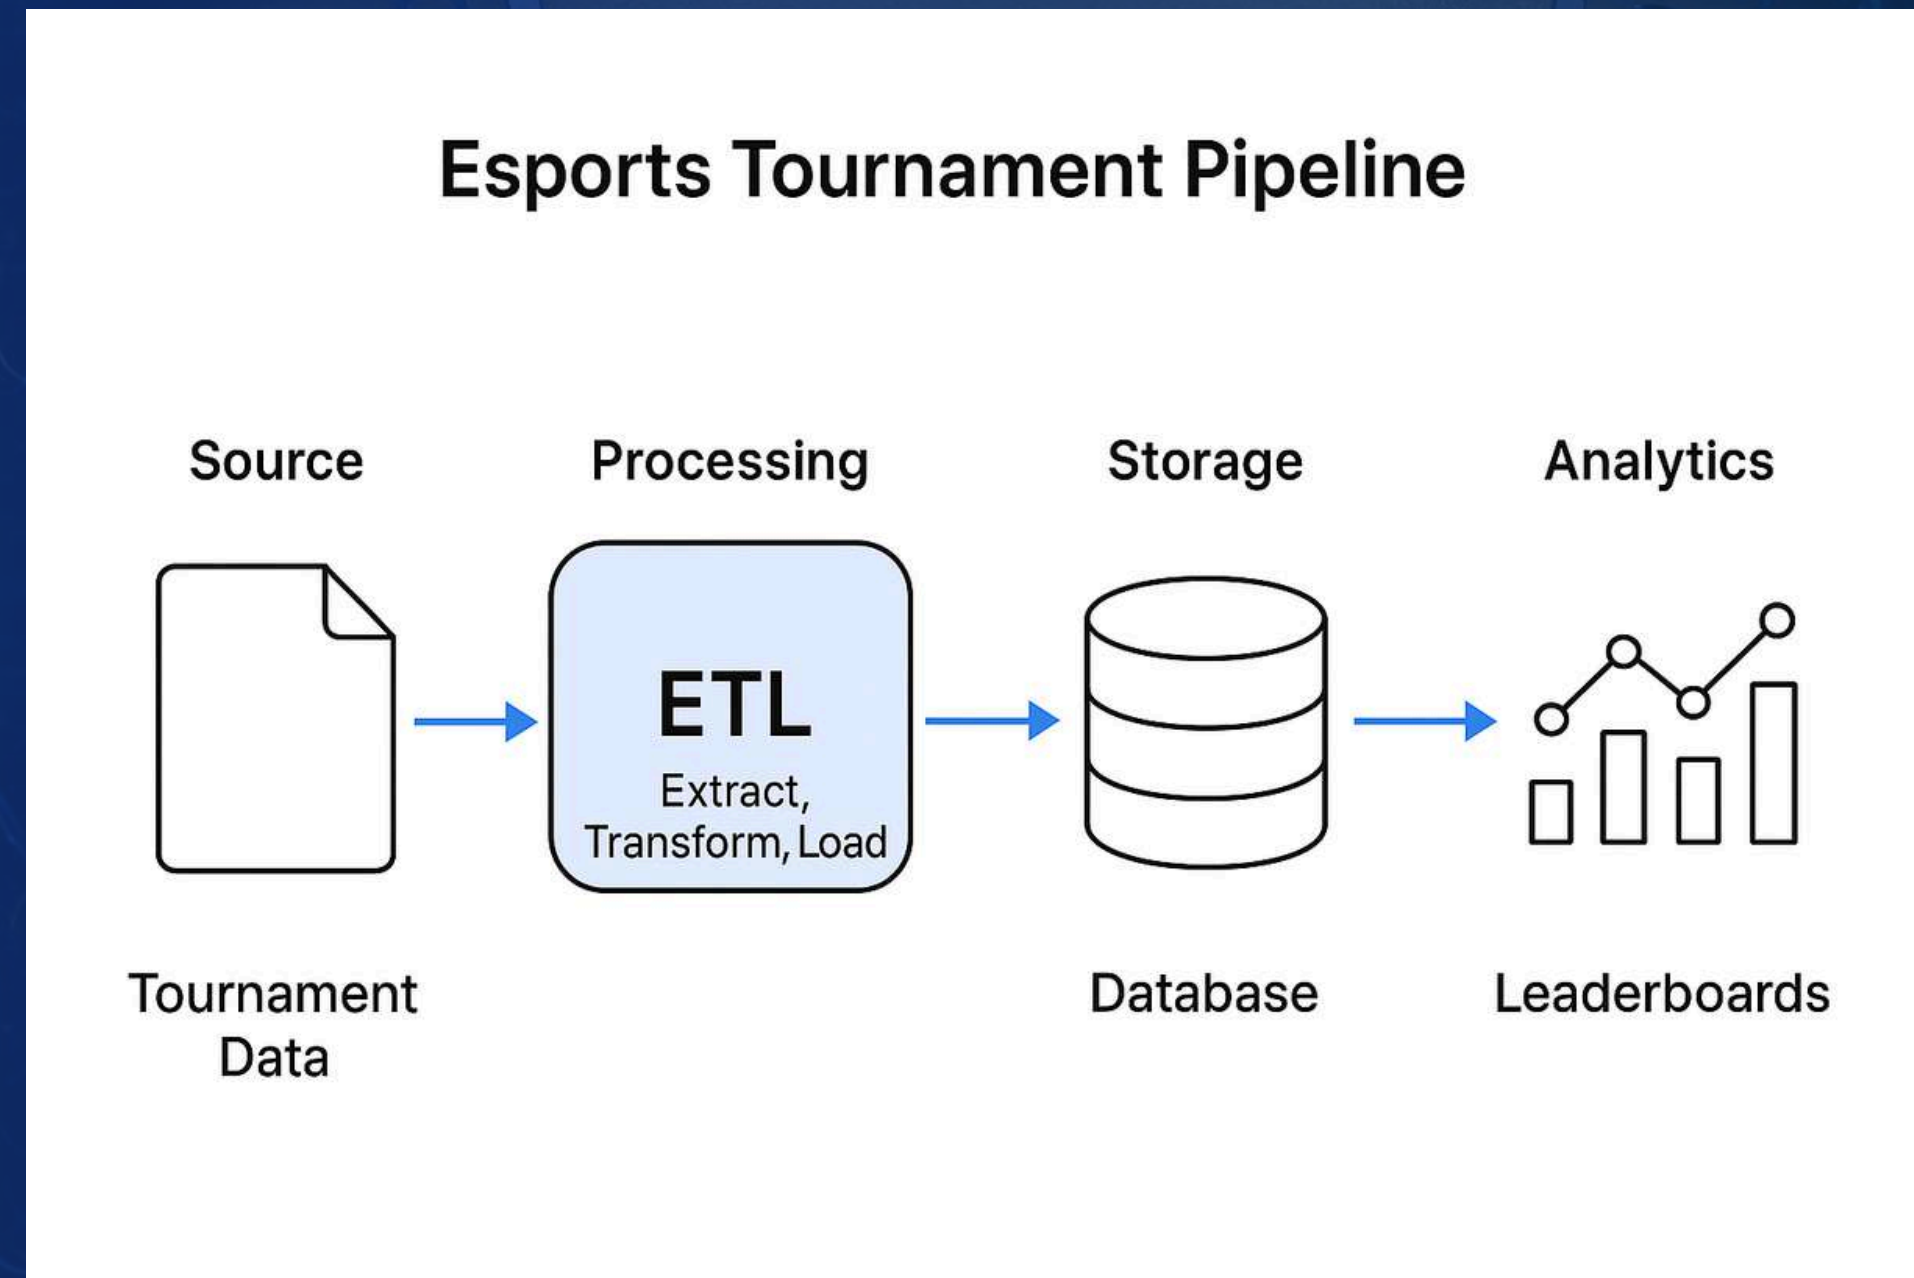 Esports Tournament Pipeline
Source
Processing
Storage
Analytics
ETL
Extract,
Transform, Load
Tournament
Data
Database
Leaderboards